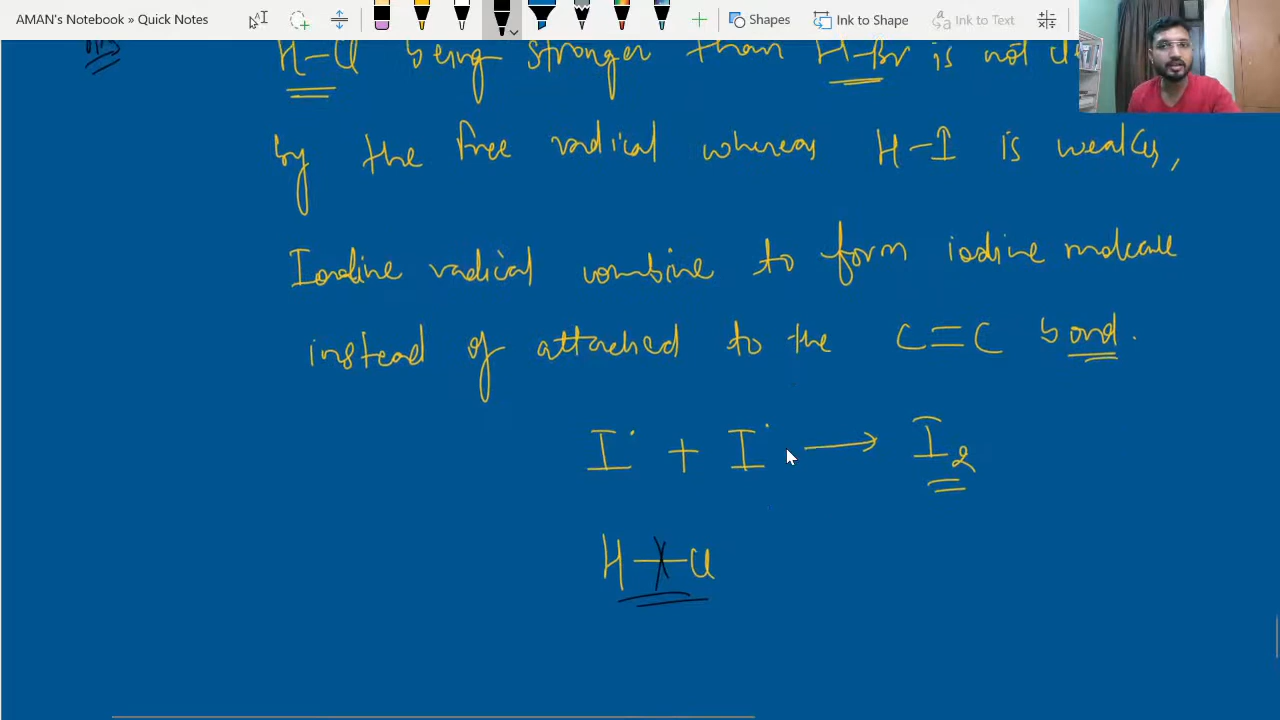 AMAN's Notebook » Quick Notes
Shapes
Ink to Shape
Ink to Text
H-Cl being stronger than H-Br is not
by the free radical whereas H-I is weaker,
Iodine radical combine to form iodine molecule
instead of attached to the C=C bond.
I˙ + I˙ → I2
H-Cl